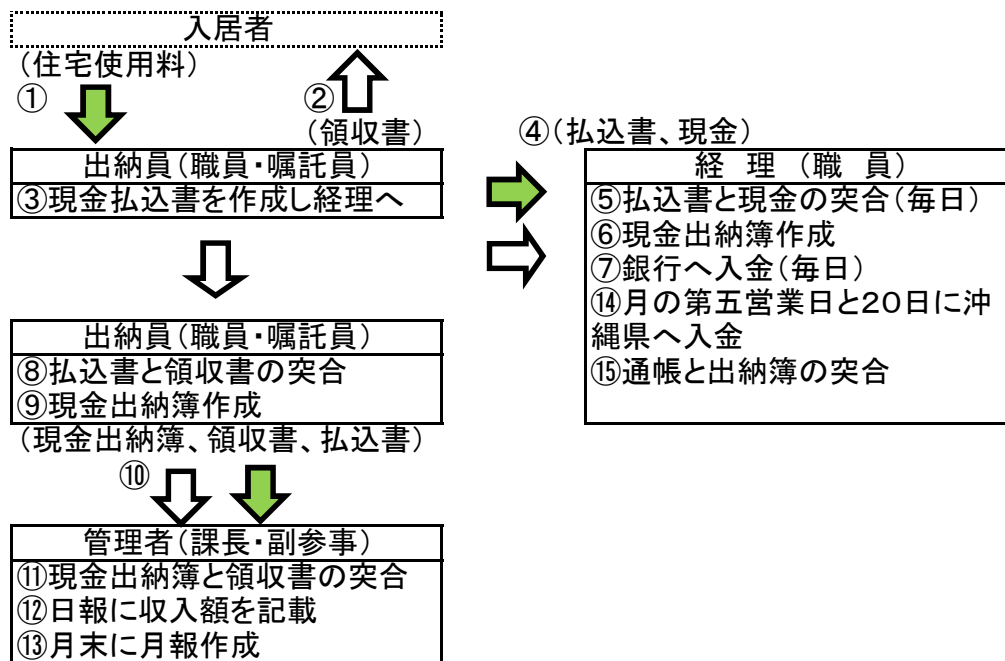 入居者
(住宅使用料)
① ②
(領収書)
出納員(職員・嘱託員)
③現金払込書を作成し経理へ
④(払込書、現金)
経 理 (職 員)
⑤払込書と現金の突合(毎日)
⑥現金出納簿作成
⑦銀行へ入金(毎日)
⑭月の第五営業日と20日に沖
縄県へ入金
⑮通帳と出納簿の突合
出納員(職員・嘱託員)
⑧払込書と領収書の突合
⑨現金出納簿作成
(現金出納簿、領収書、払込書)
⑩
管理者(課長・副参事)
⑪現金出納簿と領収書の突合
⑫日報に収入額を記載
⑬月末に月報作成